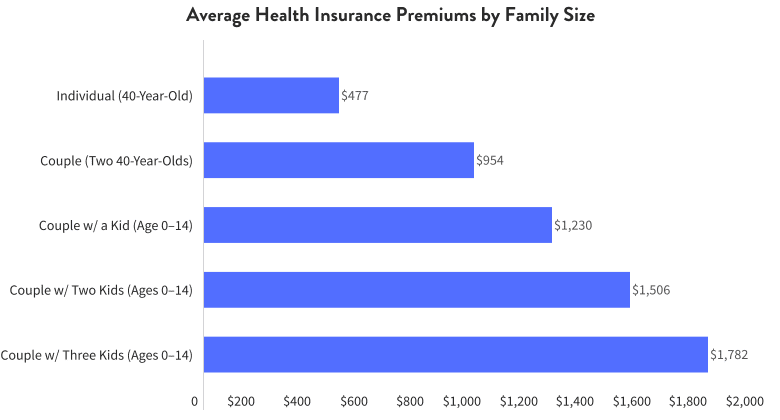 Average Health Insurance Premiums by Family Size
Individual (40-Year-Old) $477
Couple (Two 40-Year-Olds) $954
Couple w/ a Kid (Age 0–14) $1,230
Couple w/ Two Kids (Ages 0–14) $1,506
Couple w/ Three Kids (Ages 0–14) $1,782
0 $200 $400 $600 $800 $1,000 $1,200 $1,400 $1,600 $1,800 $2,000